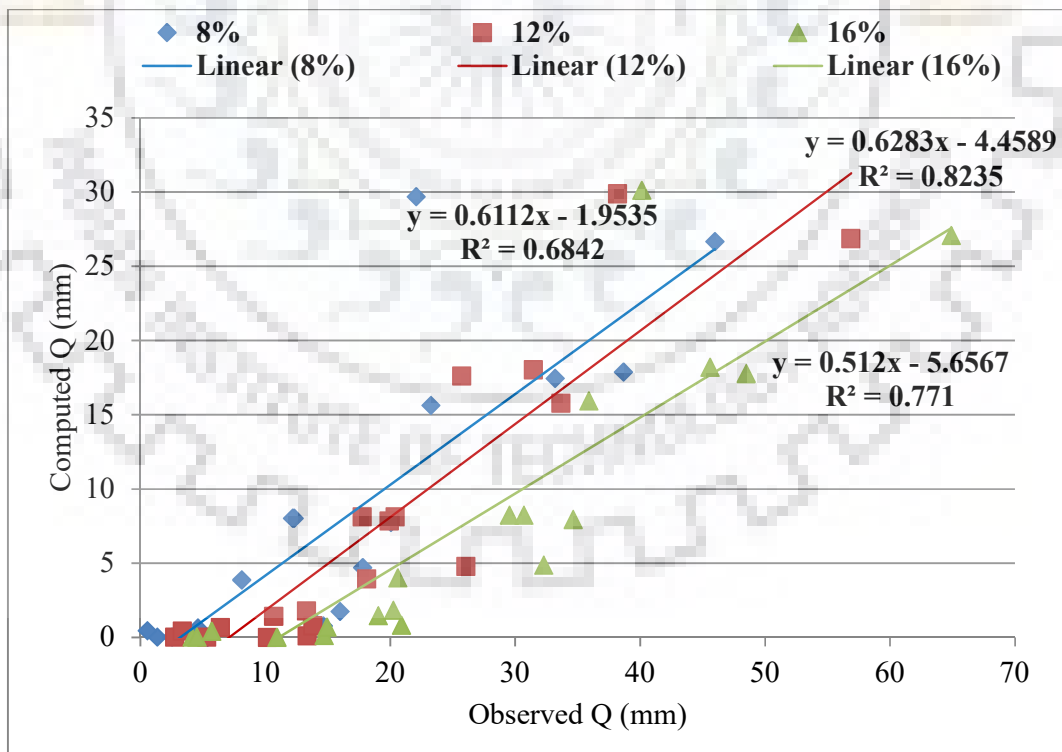 8% 12% 16%
Linear (8%) Linear (12%) Linear (16%)
35
30
25
20
15
10
5
0
Computed Q (mm)
y = 0.6283x - 4.4589
R² = 0.8235
y = 0.6112x - 1.9535
R² = 0.6842
y = 0.512x - 5.6567
R² = 0.771
0 10 20 30 40 50 60 70
Observed Q (mm)